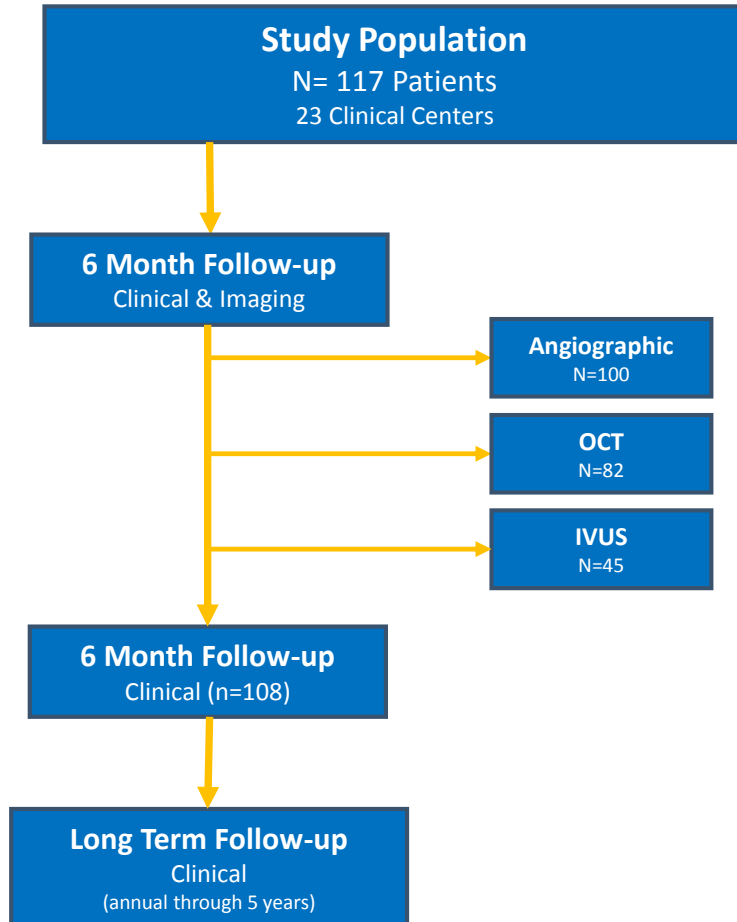 Study Population
N= 117 Patients
23 Clinical Centers
6 Month Follow-up
Clinical & Imaging
Angiographic
N=100
OCT
N=82
IVUS
N=45
6 Month Follow-up
Clinical (n=108)
Long Term Follow-up
Clinical
(annual through 5 years)